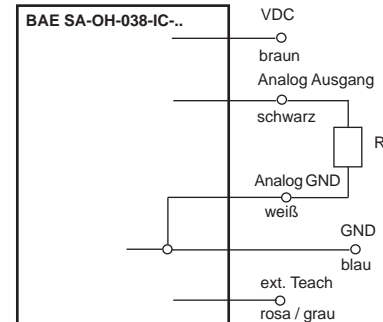 BAE SA-OH-038-IC-..
VDC
braun
Analog Ausgang
schwarz
R
Analog GND
weiß
GND
blau
ext. Teach
rosa / grau